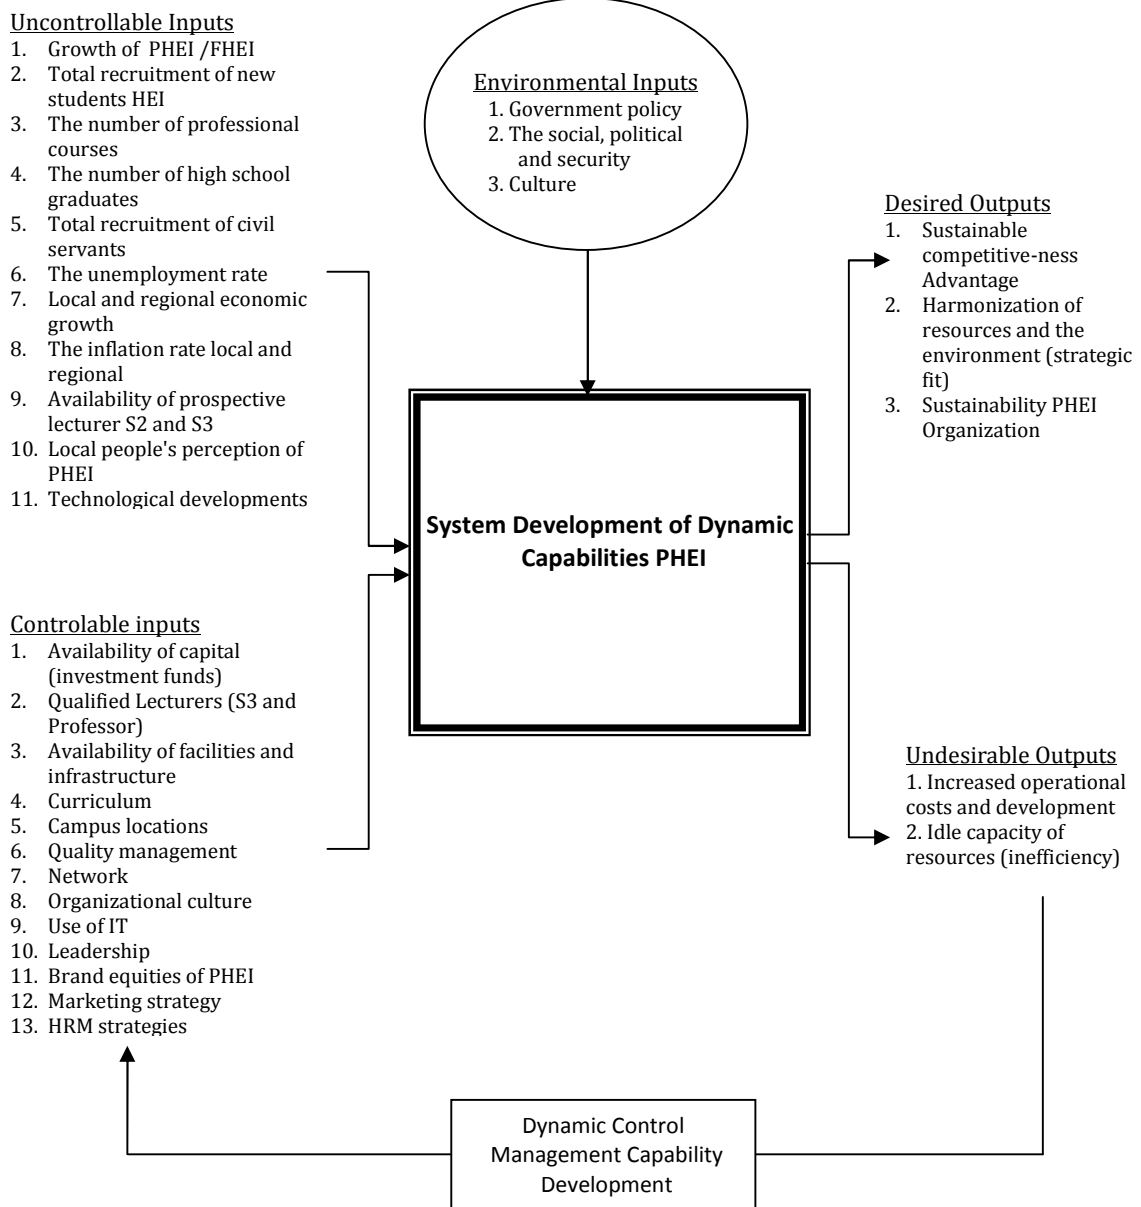 Uncontrollable Inputs
1. Growth of PHEI /FHEI
2. Total recruitment of new
students HEI
3. The number of professional
courses
4. The number of high school
graduates
5. Total recruitment of civil
servants
6. The unemployment rate
7. Local and regional economic
growth
8. The inflation rate local and
regional
9. Availability of prospective
lecturer S2 and S3
10. Local people's perception of
PHEI
11. Technological developments
Environmental Inputs
1. Government policy
2. The social, political
and security
3. Culture
Desired Outputs
1. Sustainable
competitive-ness
Advantage
2. Harmonization of
resources and the
environment (strategic
fit)
3. Sustainability PHEI
Organization
System Development of Dynamic
Capabilities PHEI
Controlable inputs
1. Availability of capital
(investment funds)
2. Qualified Lecturers (S3 and
Professor)
3. Availability of facilities and
infrastructure
4. Curriculum
5. Campus locations
6. Quality management
7. Network
8. Organizational culture
9. Use of IT
10. Leadership
11. Brand equities of PHEI
12. Marketing strategy
13. HRM strategies
Undesirable Outputs
1. Increased operational
costs and development
2. Idle capacity of
resources (inefficiency)
Dynamic Control
Management Capability
Development